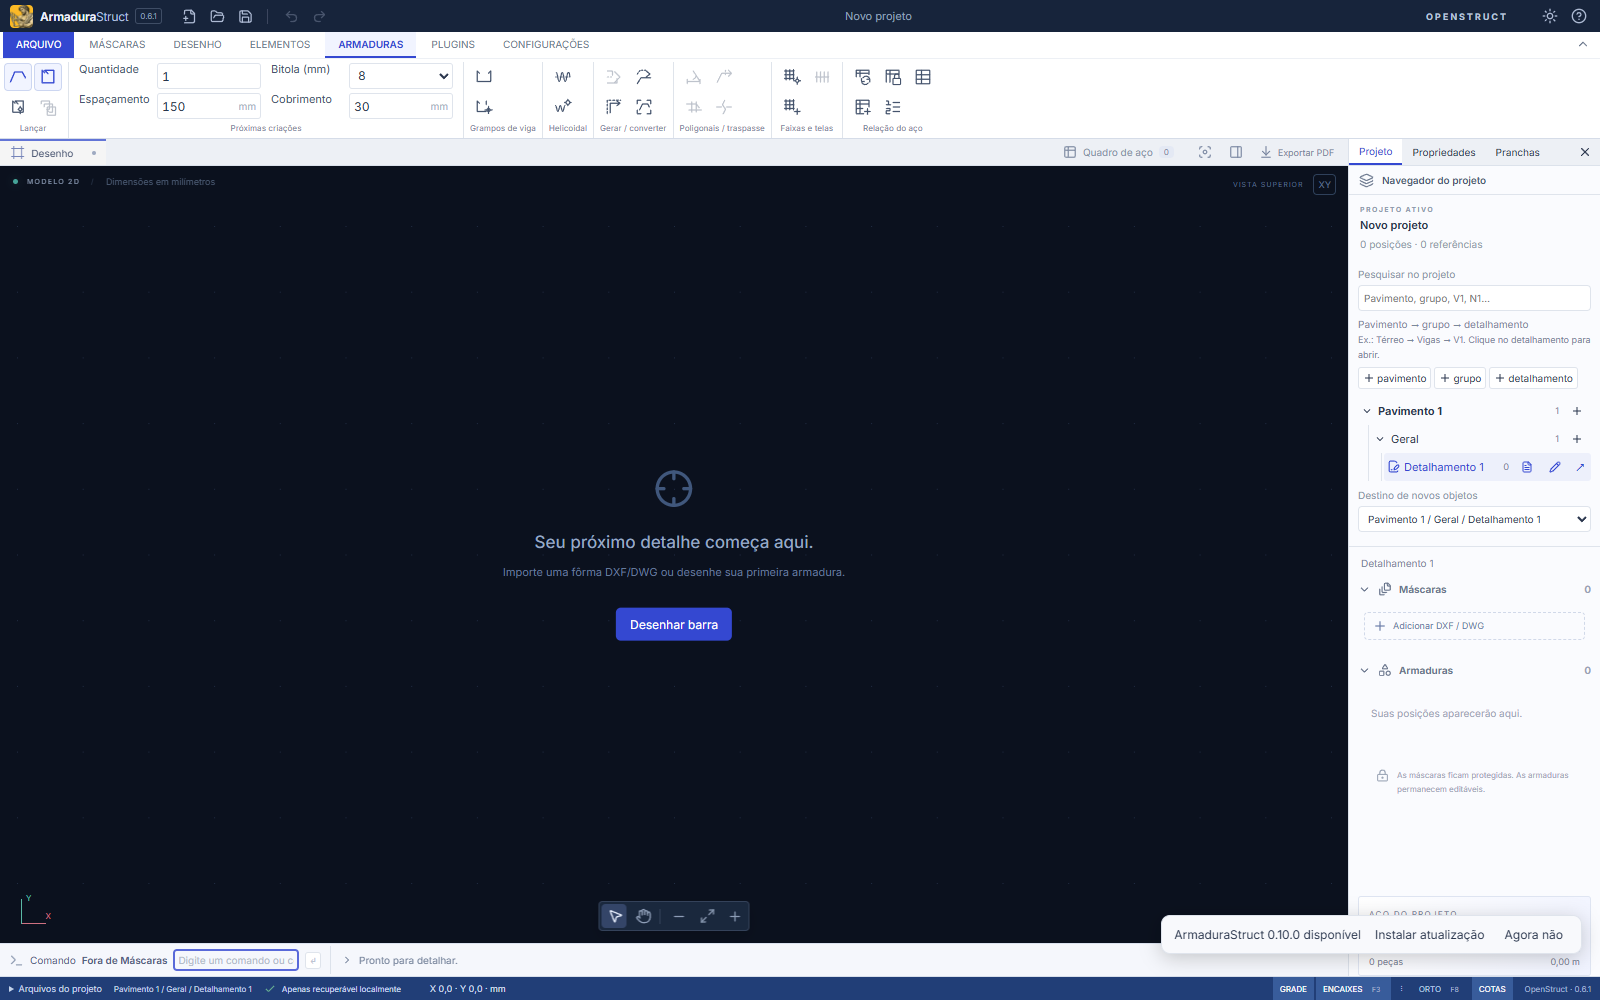 ArmaduraStruct 0.6.1 Novo projeto OPENSTRUCT
ARQUIVO MÁSCARAS DESENHO ELEMENTOS ARMADURAS PLUGINS CONFIGURAÇÕES
Quantidade 1 Bitola (mm) 8
Espaçamento 150 mm Cobrimento 30 mm
Lançar Próximas criações Grampos de viga Helicoidal Gerar / converter Poligonais / traspasse Faixas e telas Relação do aço
Desenho Quadro de aço 0 Exportar PDF
MODELO 2D / Dimensões em milímetros VISTA SUPERIOR XY
Seu próximo detalhe começa aqui.
Importe uma fôrma DXF/DWG ou desenhe sua primeira armadura.
Desenhar barra
Y
X
Projeto Propriedades Pranchas
Navegador do projeto
PROJETO ATIVO
Novo projeto
0 posições · 0 referências
Pesquisar no projeto
Pavimento, grupo, V1, N1...
Pavimento → grupo → detalhamento
Ex.: Térreo → Vigas → V1. Clique no detalhamento para
abrir.
+ pavimento + grupo + detalhamento
Pavimento 1 1 +
Geral 1 +
Detalhamento 1 0
Destino de novos objetos
Pavimento 1 / Geral / Detalhamento 1
Detalhamento 1
Máscaras 0
+ Adicionar DXF / DWG
Armaduras 0
Suas posições aparecerão aqui.
As máscaras ficam protegidas. As armaduras
permanecem editáveis.
AÇO DO PROJETO
ArmaduraStruct 0.10.0 disponível Instalar atualização Agora não
0 peças 0,00 m
Comando Fora de Máscaras Digite um comando ou c Pronto para detalhar.
Arquivos do projeto Pavimento 1 / Geral / Detalhamento 1 Apenas recuperável localmente X 0,0 · Y 0,0 · mm GRADE ENCAIXES F3 ORTO F8 COTAS OpenStruct · 0.6.1